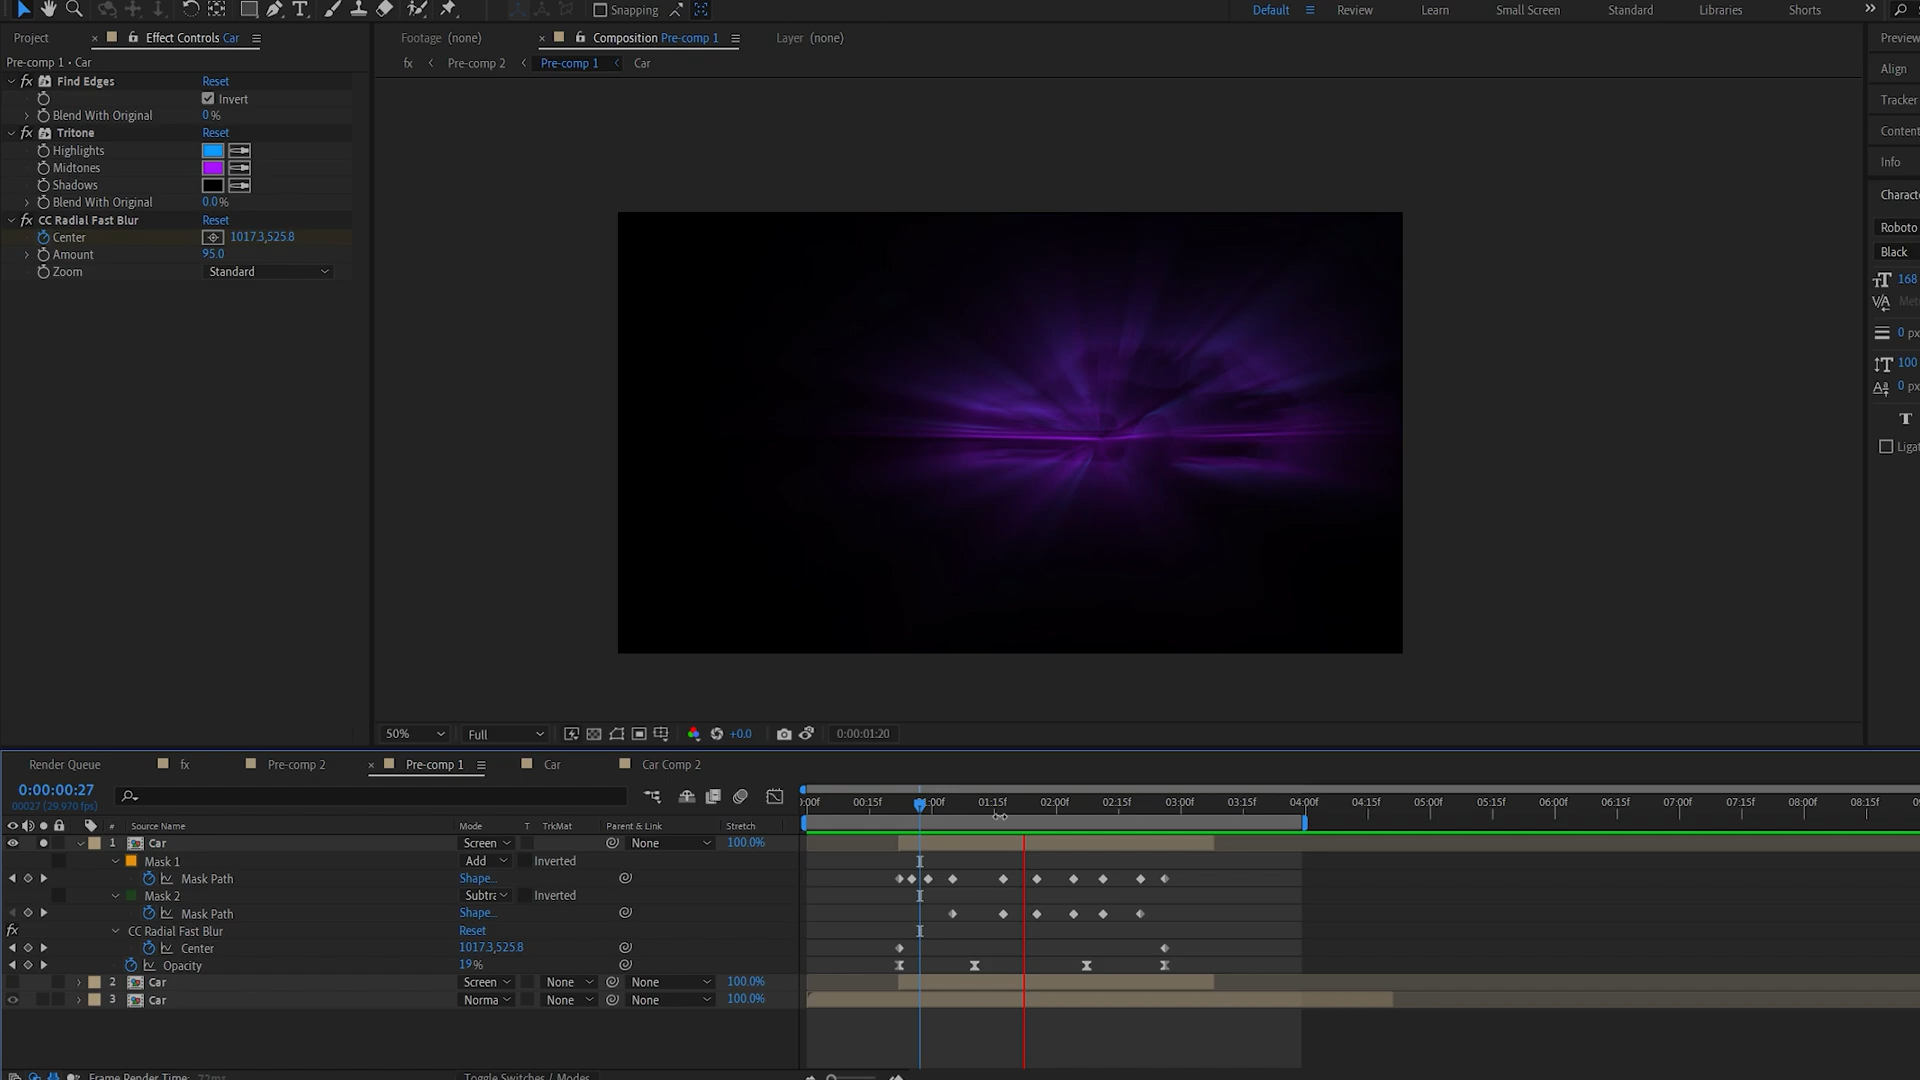 Snapping
Default
Review
Learn
Small Screen
Standard
Libraries
Shorts
Project
Effect Controls Car
Footage (none)
Composition Pre-comp 1
Layer (none)
Preview
Pre-comp 1 • Car
fx
Pre-comp 2
Pre-comp 1
Car
Align
fx Find Edges
Reset
Invert
Tracker
Blend With Original
0 %
fx Tritone
Reset
Content
Highlights
Midtones
Info
Shadows
Blend With Original
0.0 %
Characte
fx CC Radial Fast Blur
Reset
Roboto
Center
1017.3,525.8
Amount
95.0
Black
Zoom
Standard
168
Met
0 px
100
0 px
T
Ligat
50%
Full
+0.0
0:00:01:20
Render Queue
fx
Pre-comp 2
Pre-comp 1
Car
Car Comp 2
0:00:00:27
00027 (29.970 fps)
):00f 00:15f 01:00f 01:15f 02:00f 02:15f 03:00f 03:15f 04:00f 04:15f 05:00f 05:15f 06:00f 06:15f 07:00f 07:15f 08:00f 08:15f 09
# Source Name Mode T TrkMat Parent & Link Stretch
1 Car Screen None 100.0%
Mask 1 Add Inverted
Mask Path Shape...
Mask 2 Subtra Inverted
Mask Path Shape...
fx CC Radial Fast Blur Reset
Center 1017.3,525.8
Opacity 19 %
2 Car Screen None None 100.0%
3 Car Norma None None 100.0%
Frame Render Time: 72ms
Toggle Switches / Modes